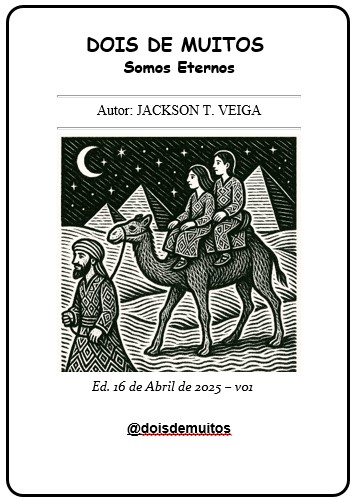 DOIS DE MUITOS
Somos Eternos
Autor: JACKSON T. VEIGA
Ed. 16 de Abril de 2025 – v01
@doisdemuitos